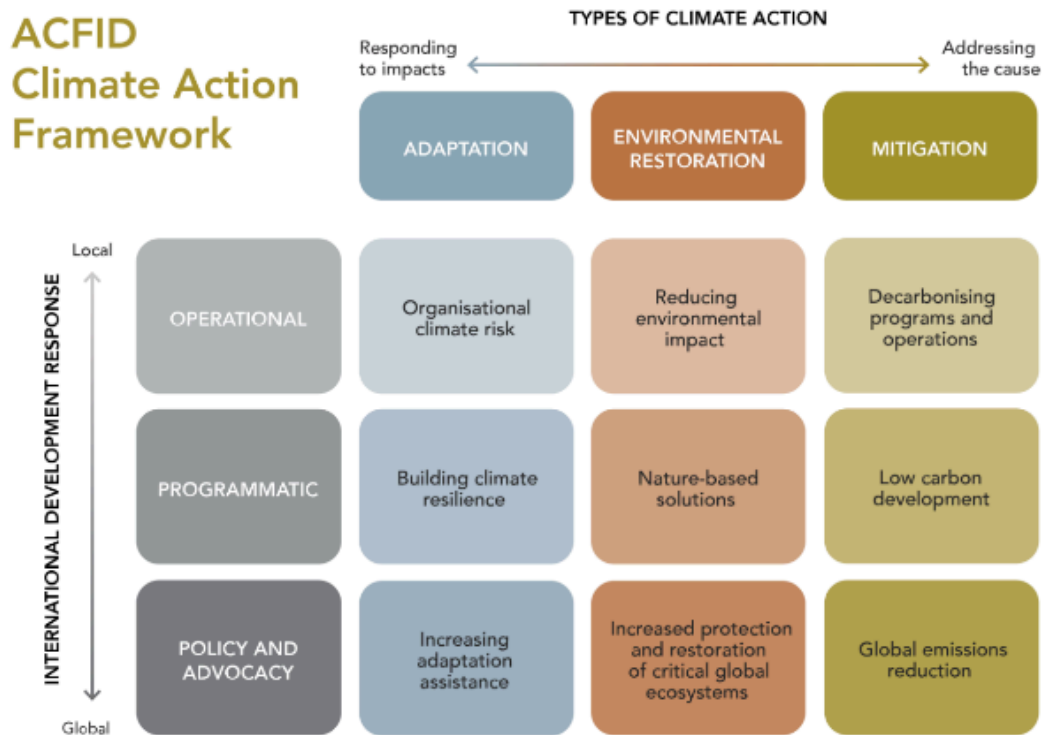 ACFID
Climate Action
Framework
TYPES OF CLIMATE ACTION
Responding
to impacts
Addressing
the cause
ADAPTATION
ENVIRONMENTAL
RESTORATION
MITIGATION
INTERNATIONAL DEVELOPMENT RESPONSE
Local
OPERATIONAL
Organisational
climate risk
Reducing
environmental
impact
Decarbonising
programs and
operations
PROGRAMMATIC
Building climate
resilience
Nature-based
solutions
Low carbon
development
POLICY AND
ADVOCACY
Increasing
adaptation
assistance
Increased protection
and restoration
of critical global
ecosystems
Global emissions
reduction
Global